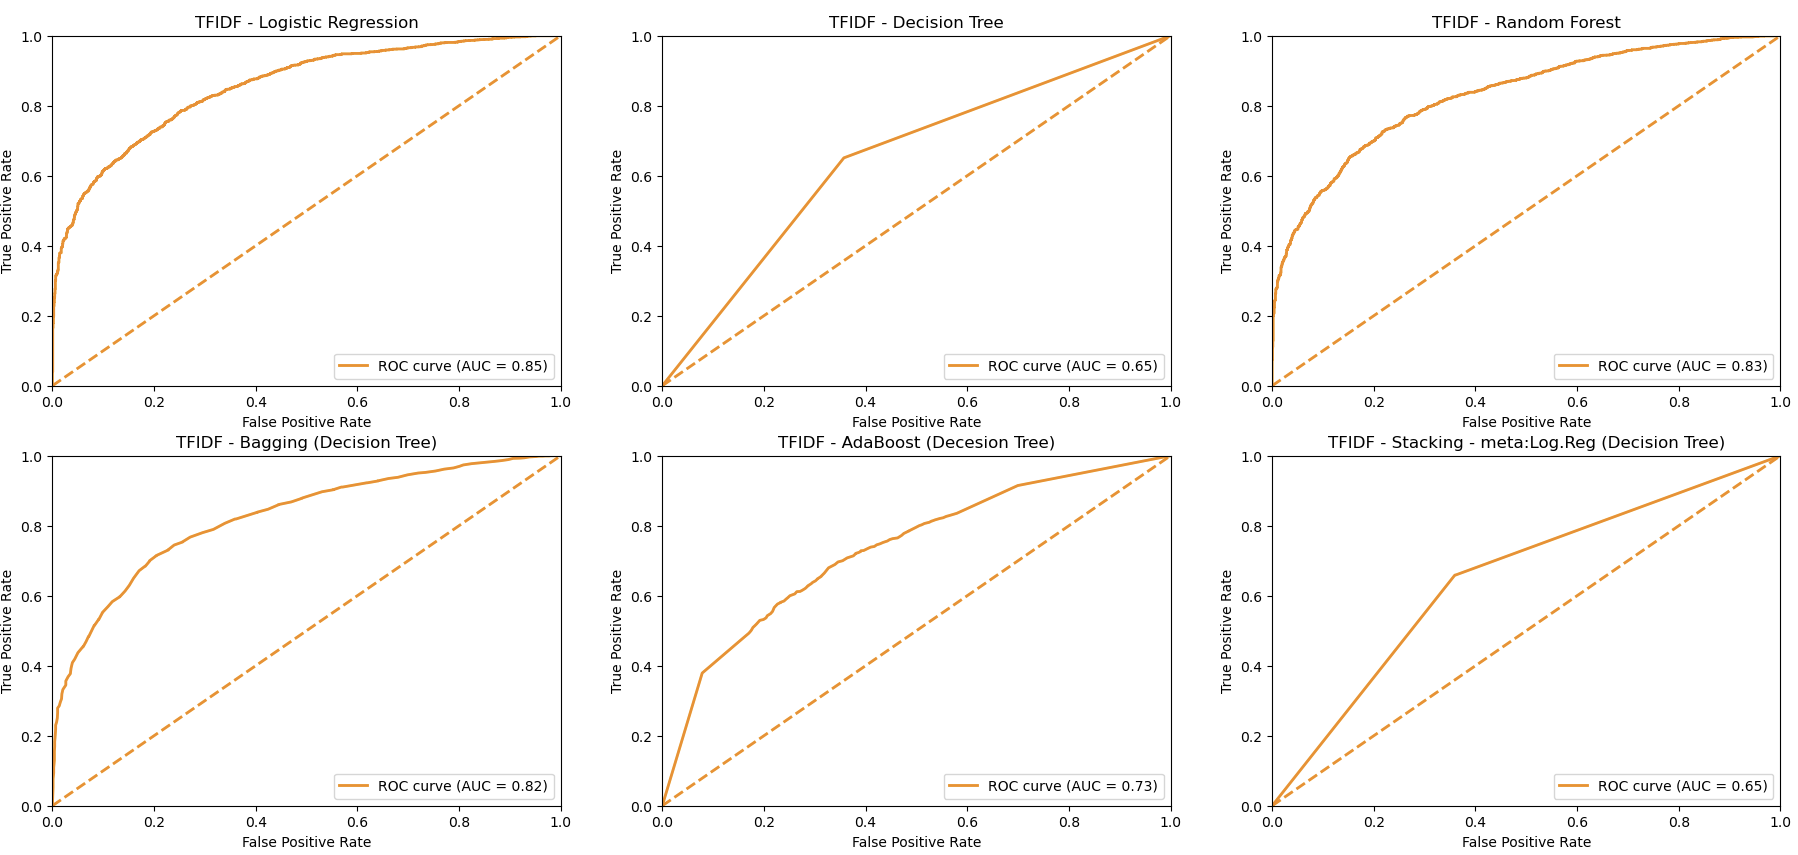 TFIDF - Logistic Regression
1.0
0.8
0.6
0.4
0.2
0.0
True Positive Rate
ROC curve (AUC = 0.85)
0.0 0.2 0.4 0.6 0.8 1.0
False Positive Rate
TFIDF - Decision Tree
1.0
0.8
0.6
0.4
0.2
0.0
True Positive Rate
ROC curve (AUC = 0.65)
0.0 0.2 0.4 0.6 0.8 1.0
False Positive Rate
TFIDF - Random Forest
1.0
0.8
0.6
0.4
0.2
0.0
True Positive Rate
ROC curve (AUC = 0.83)
0.0 0.2 0.4 0.6 0.8 1.0
False Positive Rate
TFIDF - Bagging (Decision Tree)
1.0
0.8
0.6
0.4
0.2
0.0
True Positive Rate
ROC curve (AUC = 0.82)
0.0 0.2 0.4 0.6 0.8 1.0
False Positive Rate
TFIDF - AdaBoost (Decesion Tree)
1.0
0.8
0.6
0.4
0.2
0.0
True Positive Rate
ROC curve (AUC = 0.73)
0.0 0.2 0.4 0.6 0.8 1.0
False Positive Rate
TFIDF - Stacking - meta:Log.Reg (Decision Tree)
1.0
0.8
0.6
0.4
0.2
0.0
True Positive Rate
ROC curve (AUC = 0.65)
0.0 0.2 0.4 0.6 0.8 1.0
False Positive Rate